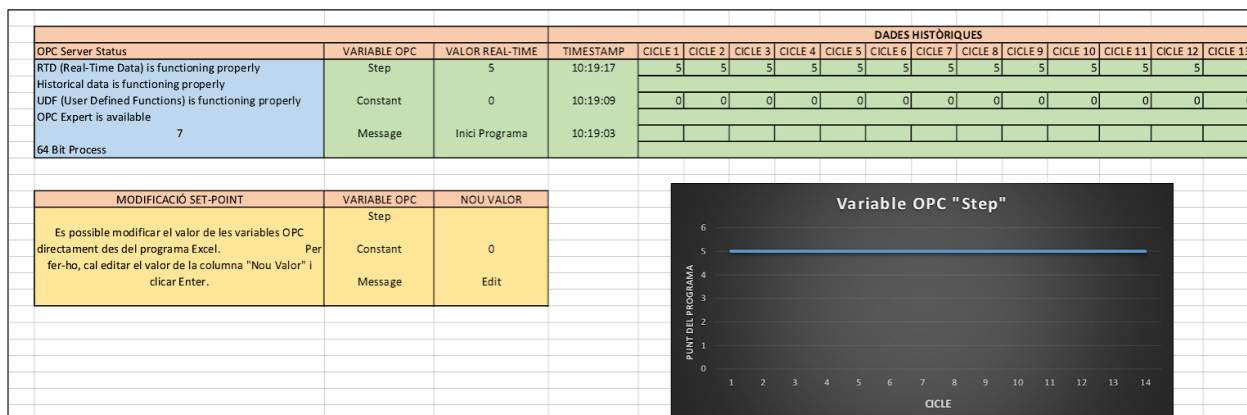 DADES HISTÒRIQUES
OPC Server Status VARIABLE OPC VALOR REAL-TIME TIMESTAMP CICLE 1 CICLE 2 CICLE 3 CICLE 4 CICLE 5 CICLE 6 CICLE 7 CICLE 8 CICLE 9 CICLE 10 CICLE 11 CICLE 12 CICLE 13
RTD (Real-Time Data) is functioning properly Step 5 10:19:17 5 5 5 5 5 5 5 5 5 5 5 5
Historical data is functioning properly
UDF (User Defined Functions) is functioning properly Constant 0 10:19:09 0 0 0 0 0 0 0 0 0 0 0 0
OPC Expert is available
7 Message Inici Programa 10:19:03
64 Bit Process
MODIFICACIÓ SET-POINT VARIABLE OPC NOU VALOR
Step
Es possible modificar el valor de les variables OPC
directament des del programa Excel. Per Constant 0
fer-ho, cal editar el valor de la columna "Nou Valor" i
clicar Enter. Message Edit
Variable OPC "Step"
PUNT DEL PROGRAMA
6
5
4
3
2
1
0
1 2 3 4 5 6 7 8 9 10 11 12 13 14
CICLE